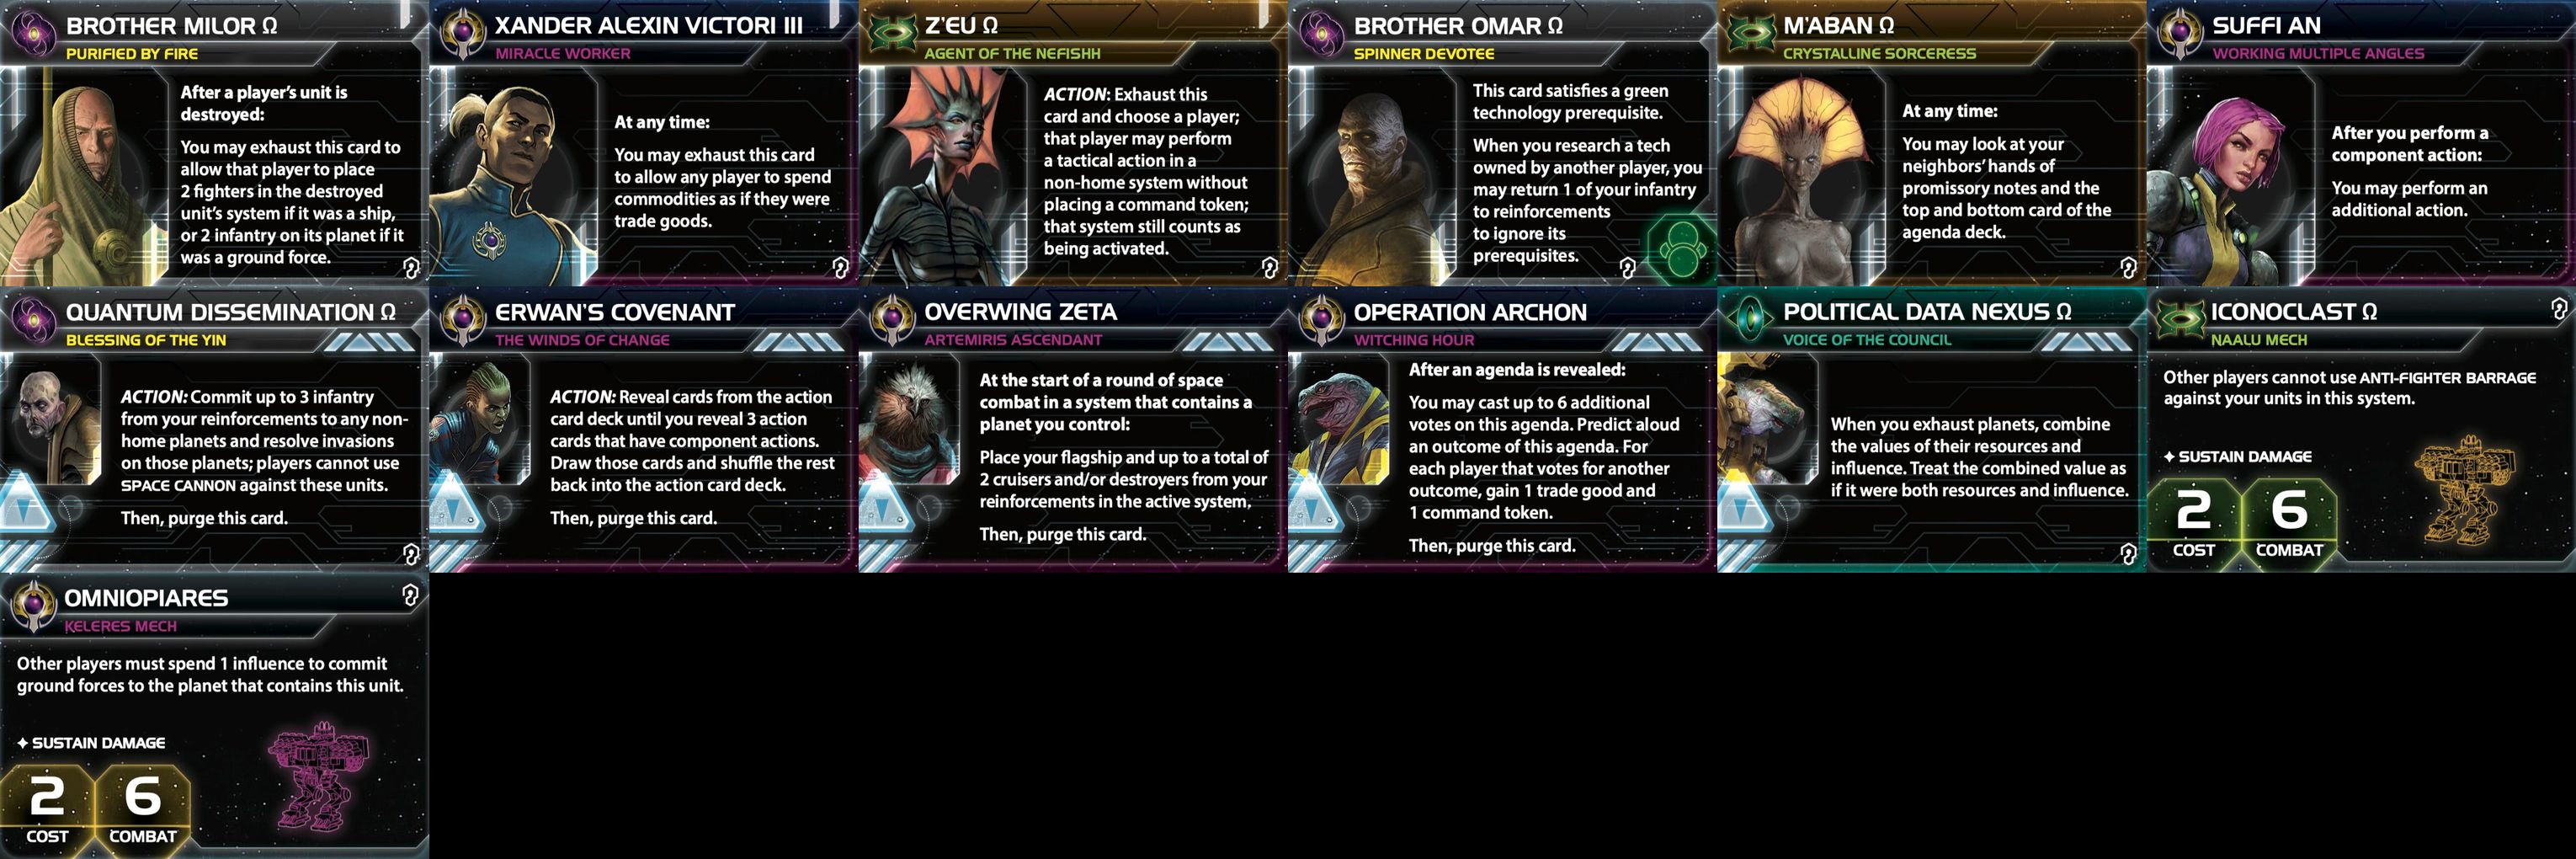 BROTHER MILOR Ω
PURIFIED BY FIRE
After a player's unit is
destroyed:
You may exhaust this card to
allow that player to place
2 fighters in the destroyed
unit's system if it was a ship,
or 2 infantry on its planet if it
was a ground force.
XANDER ALEXIN VICTORI III
MIRACLE WORKER
At any time:
You may exhaust this card
to allow any player to spend
commodities as if they were
trade goods.
Z'EU Ω
AGENT OF THE NEFISHH
ACTION: Exhaust this
card and choose a player;
that player may perform
a tactical action in a
non-home system without
placing a command token;
that system still counts as
being activated.
BROTHER OMAR Ω
SPINNER DEVOTEE
This card satisfies a green
technology prerequisite.
When you research a tech
owned by another player, you
may return 1 of your infantry
to reinforcements
to ignore its
prerequisites.
M'ABAN Ω
CRYSTALLINE SORCERESS
At any time:
You may look at your
neighbors' hands of
promissory notes and the
top and bottom card of the
agenda deck.
SUFFI AN
WORKING MULTIPLE ANGLES
After you perform a
component action:
You may perform an
additional action.
QUANTUM DISSEMINATION Ω
BLESSING OF THE YIN
ACTION: Commit up to 3 infantry
from your reinforcements to any non-
home planets and resolve invasions
on those planets; players cannot use
SPACE CANNON against these units.
Then, purge this card.
ERWAN'S COVENANT
THE WINDS OF CHANGE
ACTION: Reveal cards from the action
card deck until you reveal 3 action
cards that have component actions.
Draw those cards and shuffle the rest
back into the action card deck.
Then, purge this card.
OVERWING ZETA
ARTEMIRIS ASCENDANT
At the start of a round of space
combat in a system that contains a
planet you control:
Place your flagship and up to a total of
2 cruisers and/or destroyers from your
reinforcements in the active system.
Then, purge this card.
OPERATION ARCHON
WITCHING HOUR
After an agenda is revealed:
You may cast up to 6 additional
votes on this agenda. Predict aloud
an outcome of this agenda. For
each player that votes for another
outcome, gain 1 trade good and
1 command token.
Then, purge this card.
POLITICAL DATA NEXUS Ω
VOICE OF THE COUNCIL
When you exhaust planets, combine
the values of their resources and
influence. Treat the combined value as
if it were both resources and influence.
ICONOCLAST Ω
NAALU MECH
Other players cannot use ANTI-FIGHTER BARRAGE
against your units in this system.
SUSTAIN DAMAGE
2 6
COST COMBAT
OMNIOPIARES
KELERES MECH
Other players must spend 1 influence to commit
ground forces to the planet that contains this unit.
SUSTAIN DAMAGE
2 6
COST COMBAT